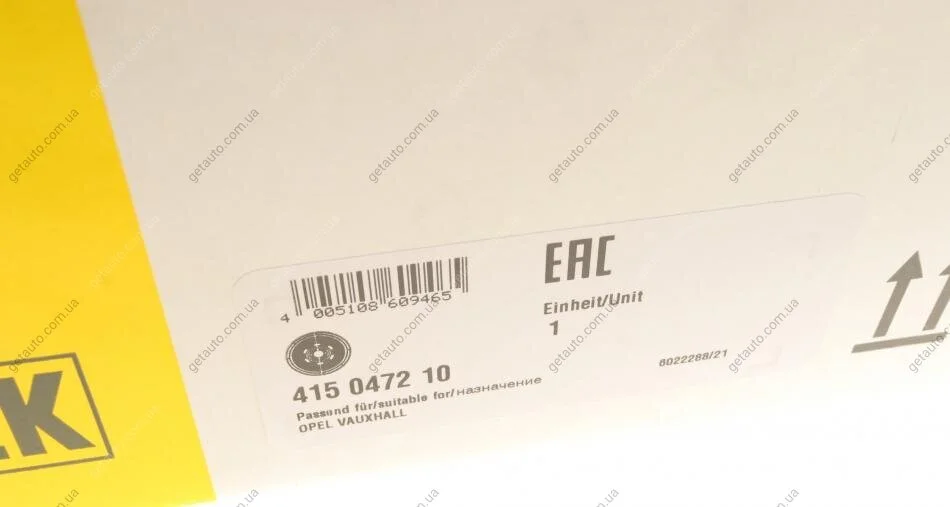 4 005108 609465
EAC
Einheit/Unit
1
415 0472 10
6022288/21
Passend für/suitable for/назначение
OPEL VAUXHALL
K
getauto.com.ua